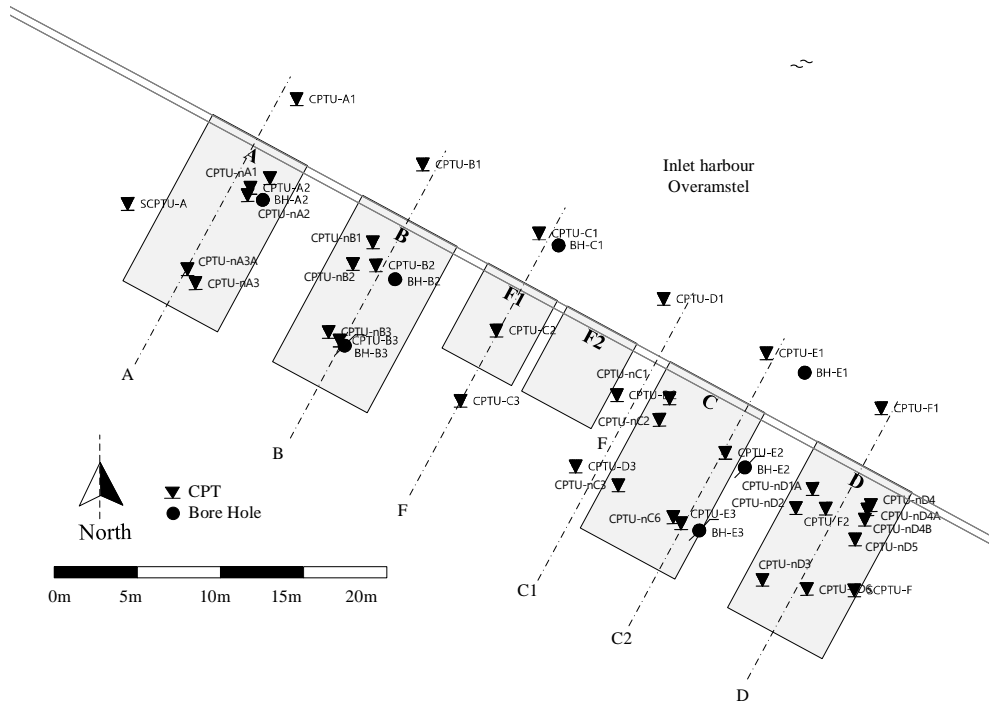 CPTU-A1
A
CPTU-nA1
CPTU-A2
BH-A2
CPTU-nA2
SCPTU-A
CPTU-nA3A
CPTU-nA3
A
CPTU-B1
Inlet harbour
Overamstel
B
CPTU-nB1
CPTU-B2
CPTU-nB2
BH-B2
CPTU-nB3
CPTU-B3
BH-B3
B
CPTU-C1
BH-C1
F1
CPTU-C2
CPTU-C3
F
CPTU-D1
F2
CPTU-nC1
CPTU-nC2
F
CPTU-D3
CPTU-nC3
C
CPTU-E1
BH-E1
CPTU-E2
BH-E2
CPTU-nC6
CPTU-E3
BH-E3
C1
C2
CPTU-F1
D
CPTU-nD1A
CPTU-nD2
CPTU-F2
CPTU-nD4
CPTU-nD4A
CPTU-nD4B
CPTU-nD5
CPTU-nD3
SCPTU-F
D
CPT
Bore Hole
North
0m 5m 10m 15m 20m